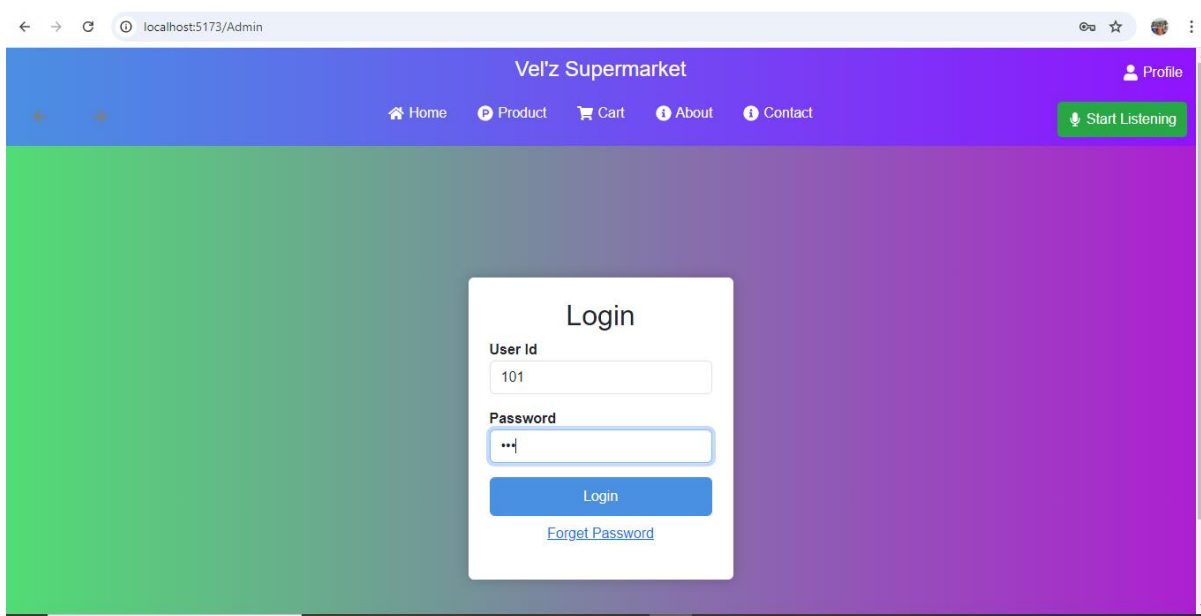 localhost:5173/Admin
Vel'z Supermarket
Profile
Home Product Cart About Contact
Start Listening
Login
User Id
101
Password
•••
Login
Forget Password